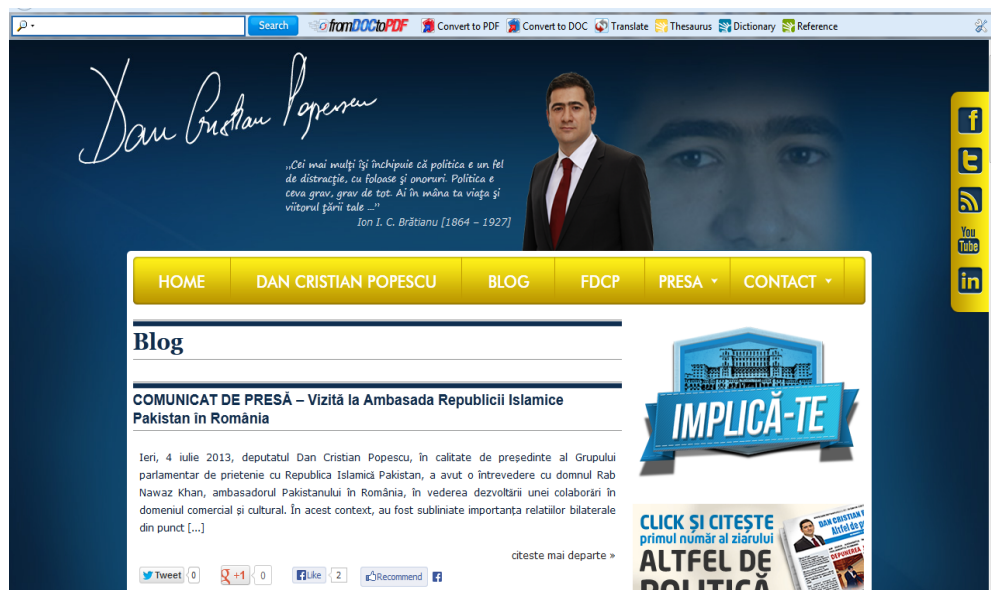 Search
fromDOCtoPDF
Convert to PDF
Convert to DOC
Translate
Thesaurus
Dictionary
Reference
Dan Cristian Popescu
„Cei mai mulţi îşi închipuie că politica e un fel
de distracţie, cu foloase şi onoruri. Politica e
ceva grav, grav de tot. Ai în mâna ta viaţa şi
viitorul ţării tale ...”
Ion I. C. Brătianu [1864 – 1927]
You
Tube
in
HOME
DAN CRISTIAN POPESCU
BLOG
FDCP
PRESA
CONTACT
Blog
COMUNICAT DE PRESĂ – Vizită la Ambasada Republicii Islamice
Pakistan în România
Ieri, 4 iulie 2013, deputatul Dan Cristian Popescu, în calitate de preşedinte al Grupului
parlamentar de prietenie cu Republica Islamică Pakistan, a avut o întrevedere cu domnul Rab
Nawaz Khan, ambasadorul Pakistanului în România, în vederea dezvoltării unei colaborări în
domeniul comercial şi cultural. În acest context, au fost subliniate importanţa relatiilor bilaterale
din punct [...]
citeste mai departe »
Tweet 0
+1 0
Like 2
Recommend
IMPLICĂ-TE
CLICK ŞI CITEŞTE
primul număr al ziarului
ALTFEL DE
POLITICĂ
DAN CRISTIAN
Altfel de
DEPUNEREA